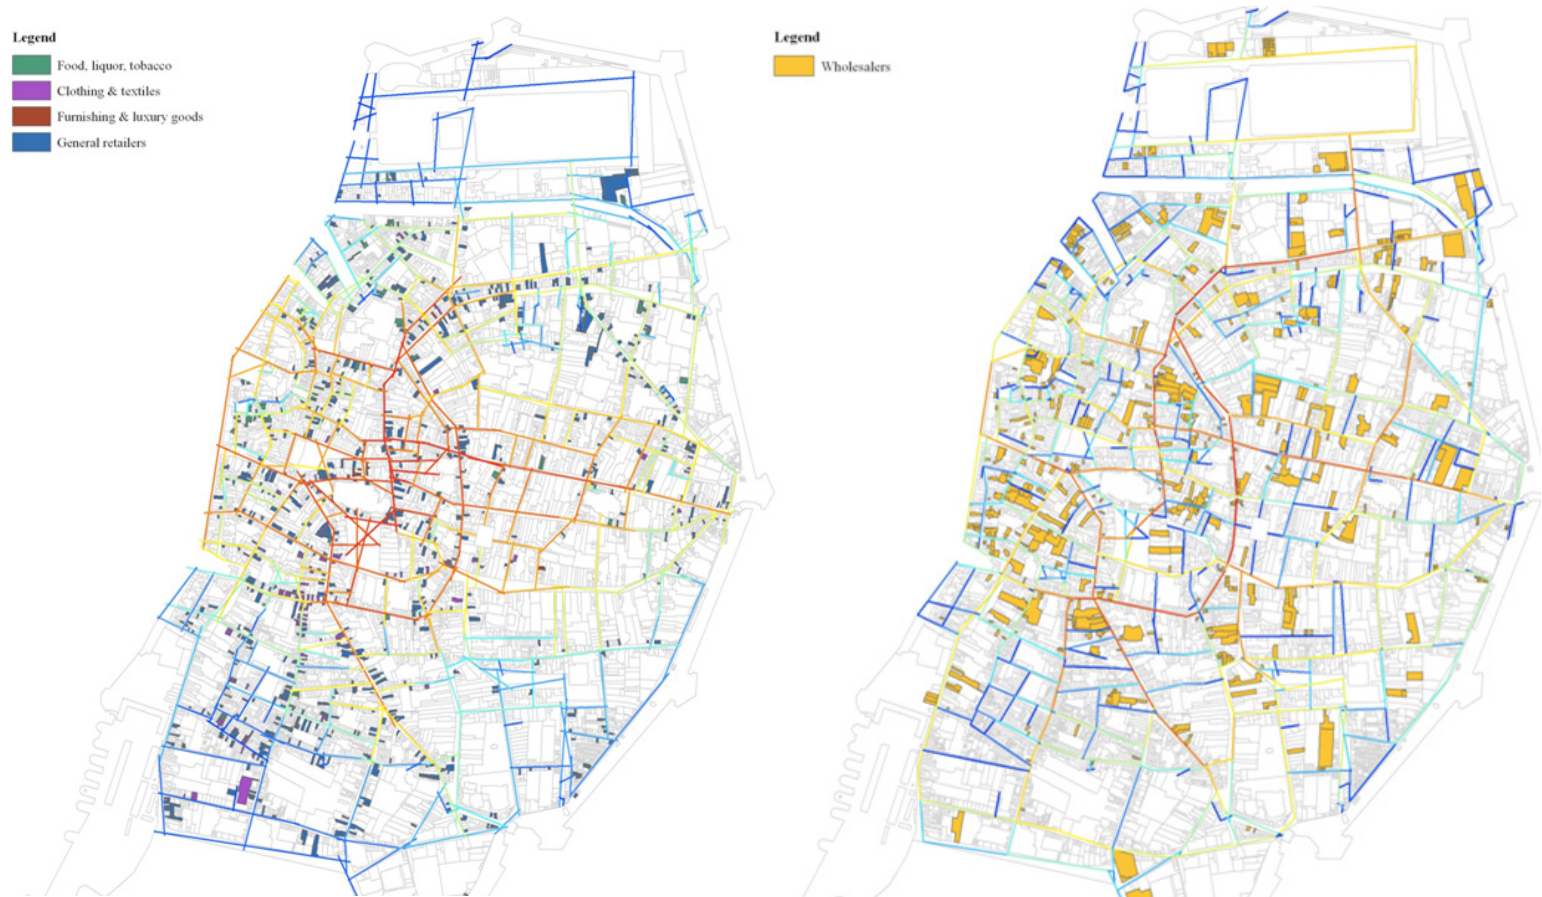 Legend
Food, liquor, tobacco
Clothing & textiles
Furnishing & luxury goods
General retailers
Legend
Wholesalers